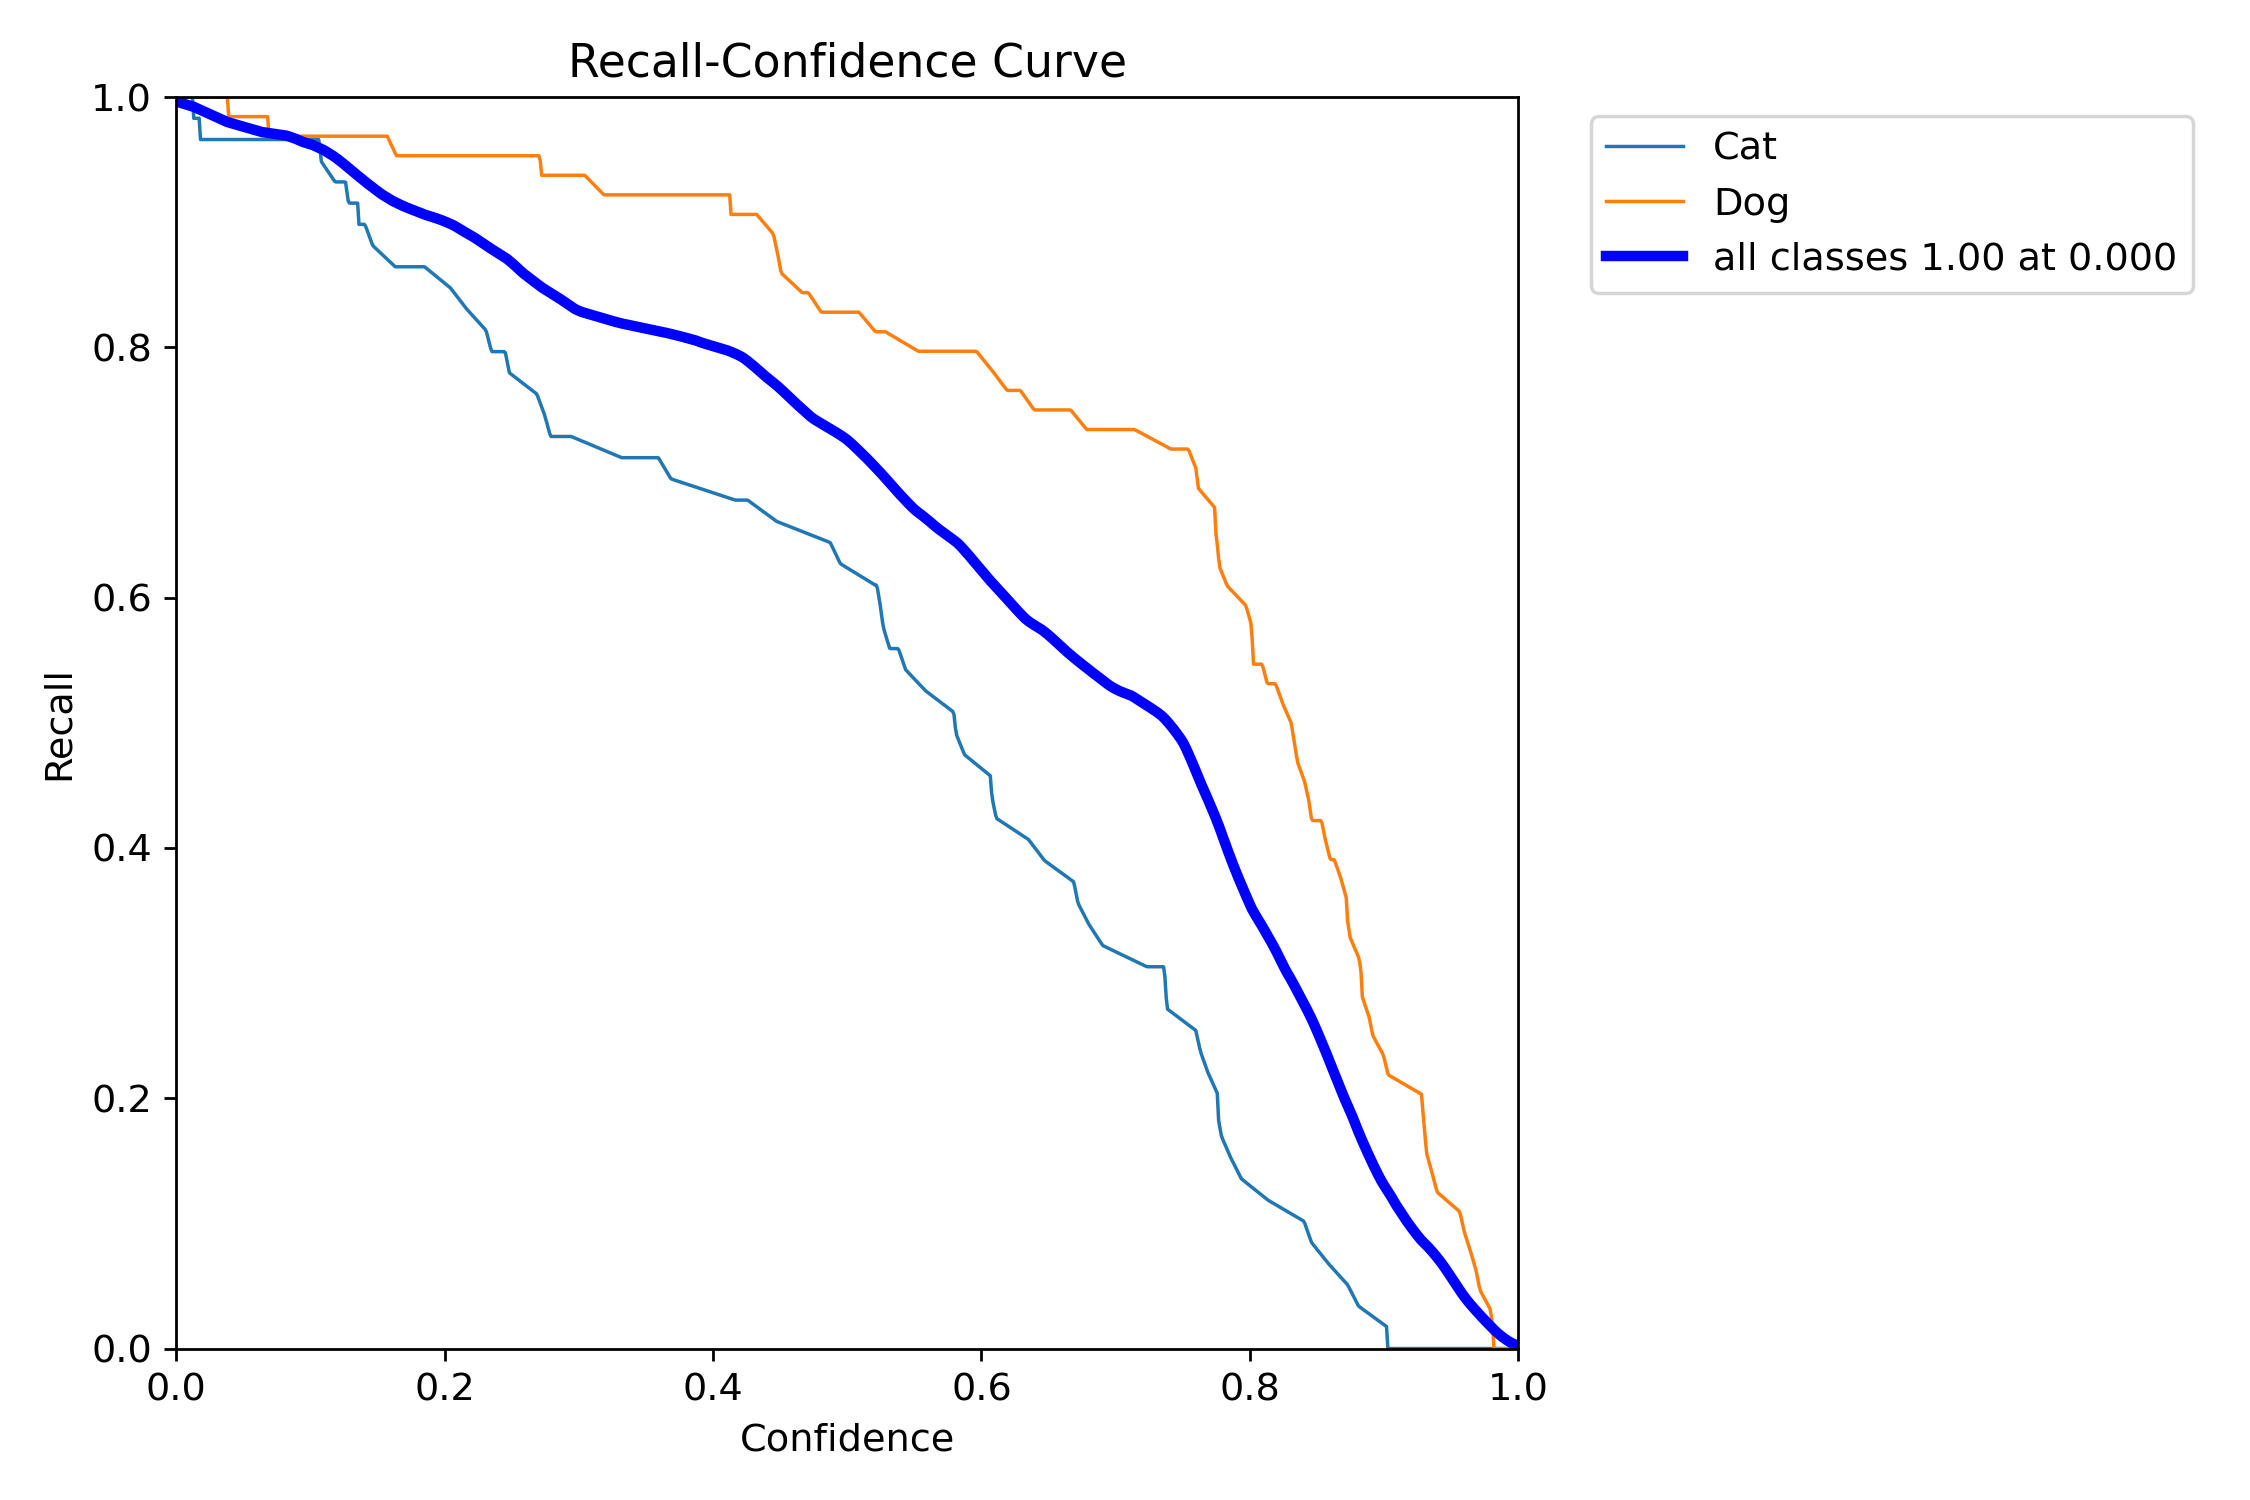 Recall-Confidence Curve
Cat
Dog
all classes 1.00 at 0.000
1.0
0.8
0.6
0.4
0.2
0.0
Recall
0.0 0.2 0.4 0.6 0.8 1.0
Confidence